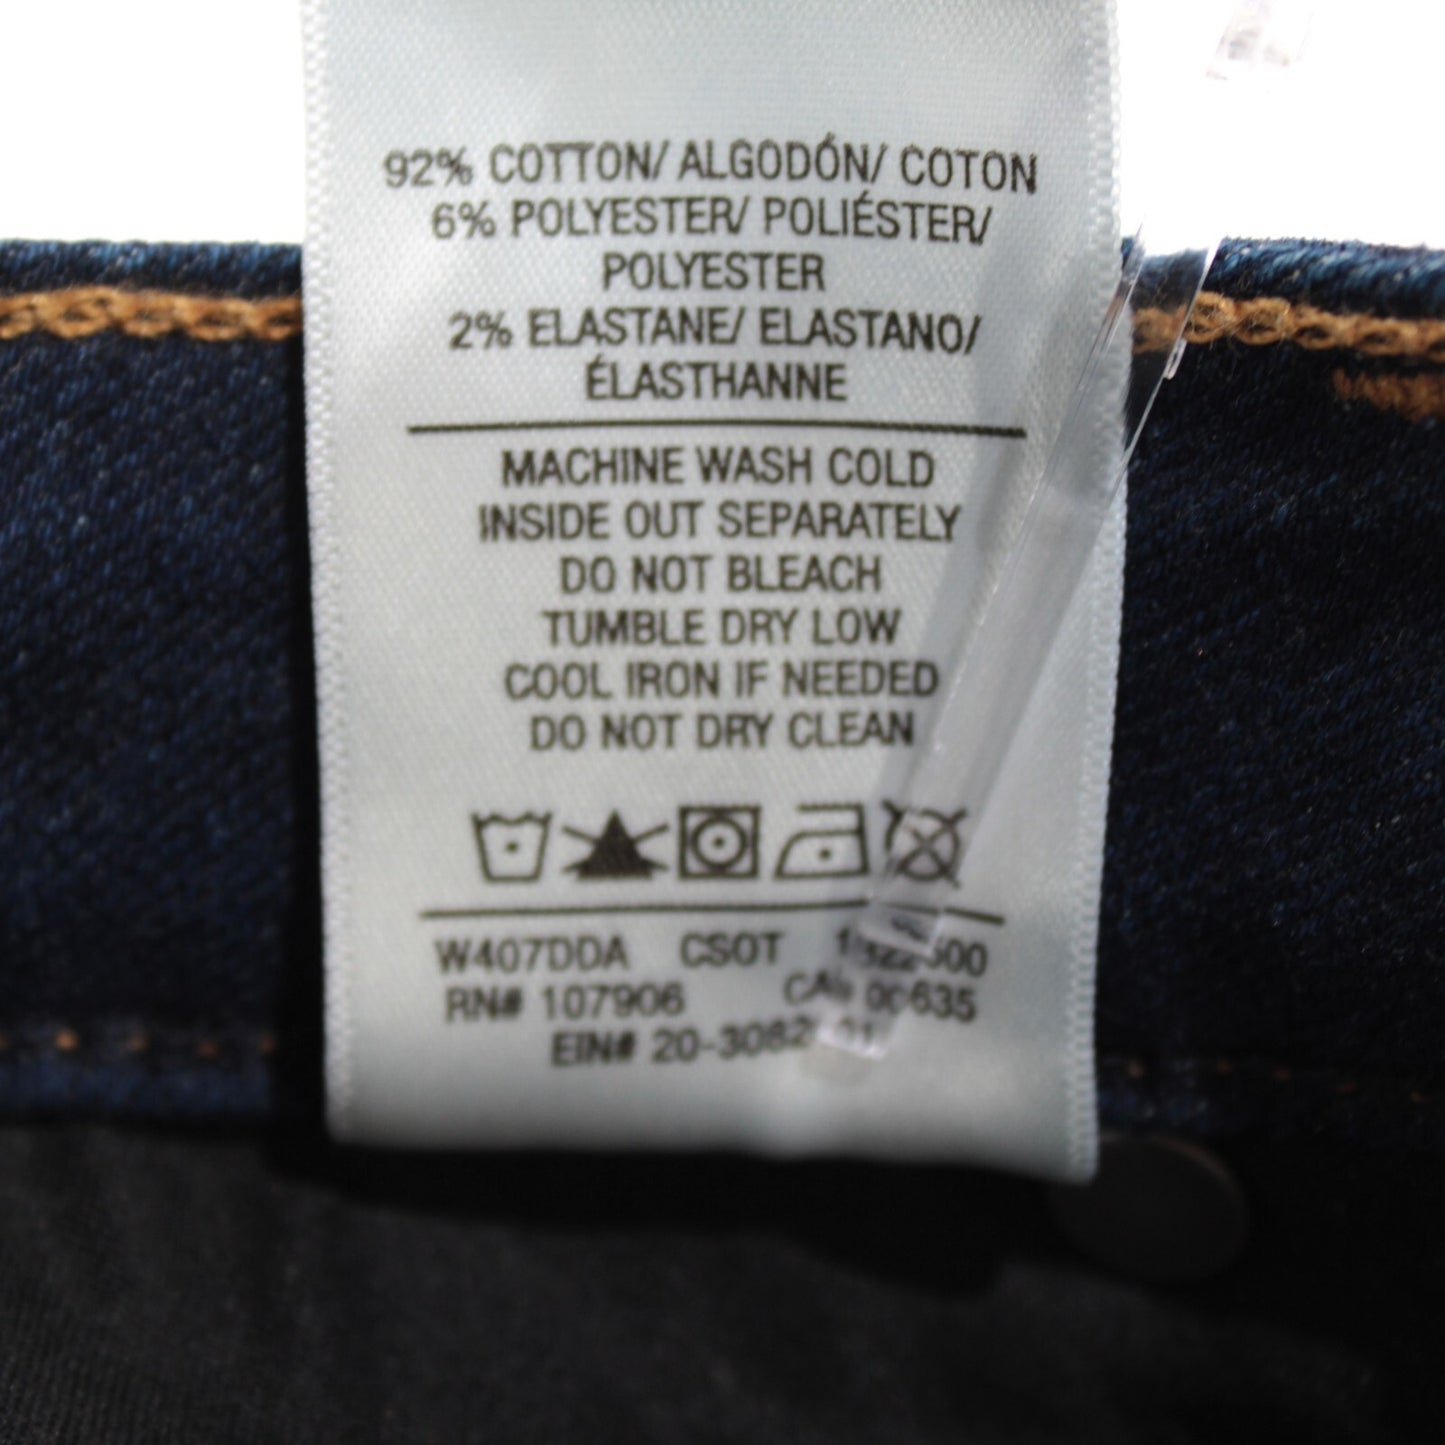 92% COTTON/ ALGODÓN/ COTON
6% POLYESTER/ POLIÉSTER/
POLYESTER
2% ELASTANE/ ELASTANO/
ÉLASTHANNE
MACHINE WASH COLD
INSIDE OUT SEPARATELY
DO NOT BLEACH
TUMBLE DRY LOW
COOL IRON IF NEEDED
DO NOT DRY CLEAN
W407DDA CSOT
RN# 107906
EIN#